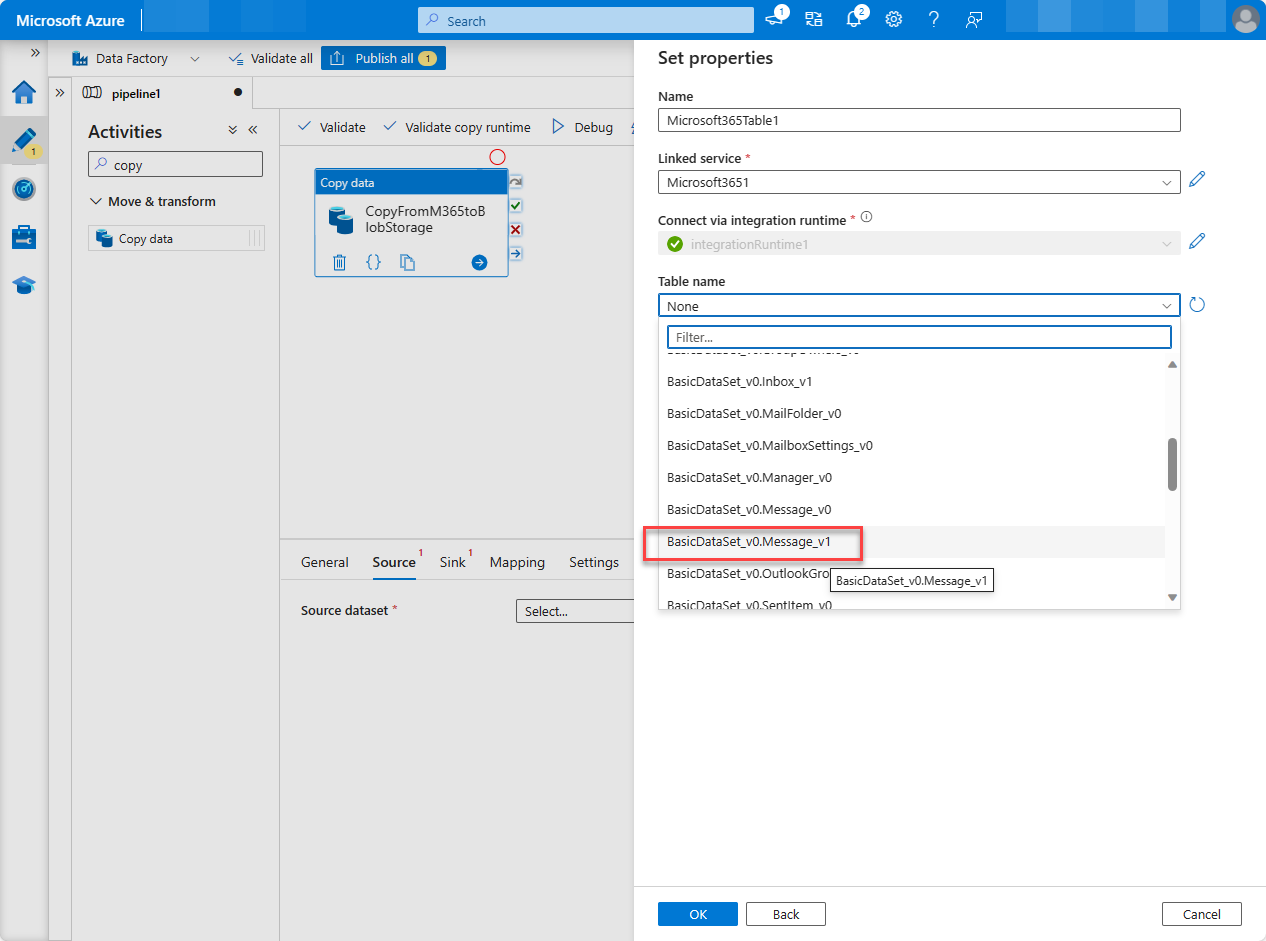 Microsoft Azure
Search
1
2
Data Factory
Validate all
Publish all
1
pipeline1
1
Activities
copy
Move & transform
Copy data
Validate
Validate copy runtime
Debug
Copy data
CopyFromM365toB
lobStorage
General
Source 1
Sink 1
Mapping
Settings
Source dataset *
Select...
Set properties
Name
Microsoft365Table1
Linked service *
Microsoft3651
Connect via integration runtime *
integrationRuntime1
Table name
None
Filter...
BasicDataSet_v0.Inbox_v1
BasicDataSet_v0.MailFolder_v0
BasicDataSet_v0.MailboxSettings_v0
BasicDataSet_v0.Manager_v0
BasicDataSet_v0.Message_v0
BasicDataSet_v0.Message_v1
BasicDataSet_v0.OutlookGro
BasicDataSet_v0.Message_v1
BasicDataSet_v0.SentItem_v0
OK
Back
Cancel